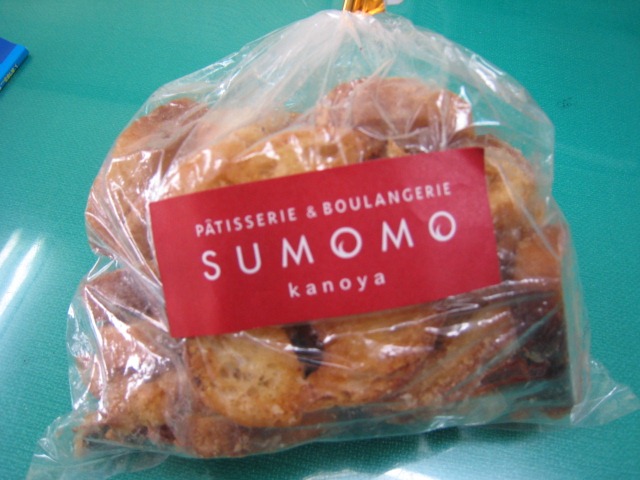 PÂTISSERIE & BOULANGERIE
SUMOMO
kanoya